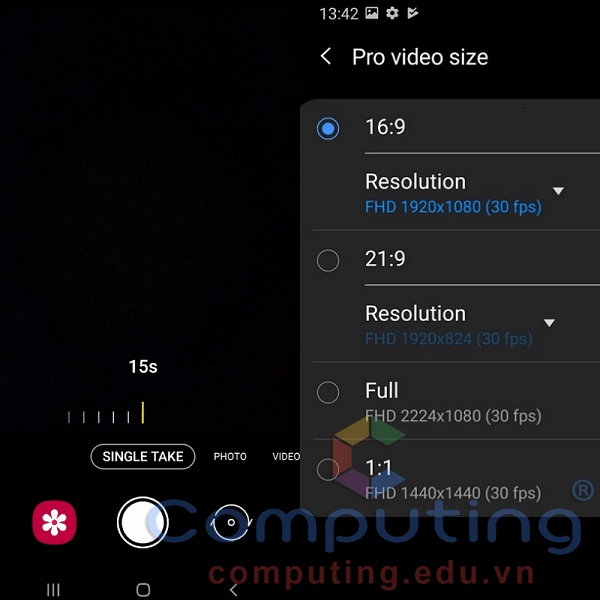 15s
SINGLE TAKE PHOTO VIDEO
13:42
Pro video size
16:9
Resolution
FHD 1920x1080 (30 fps)
21:9
Resolution
FHD 1920x824 (30 fps)
Full
FHD 2224x1080 (30 fps)
1:1
FHD 1440x1440 (30 fps)
Computing®
computing.edu.vn